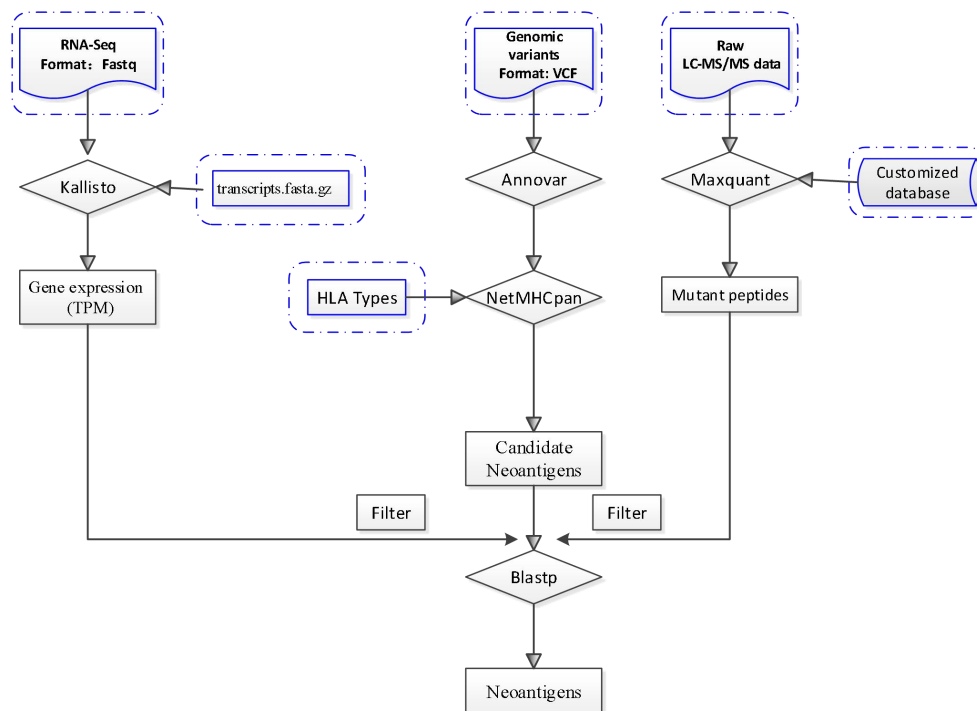 RNA-Seq
Format： Fastq
Genomic
variants
Format: VCF
Raw
LC-MS/MS data
Kallisto
transcripts.fasta.gz
Annovar
Maxquant
Customized
database
Gene expression
(TPM)
HLA Types
NetMHCpan
Mutant peptides
Candidate
Neoantigens
Filter
Filter
Blastp
Neoantigens